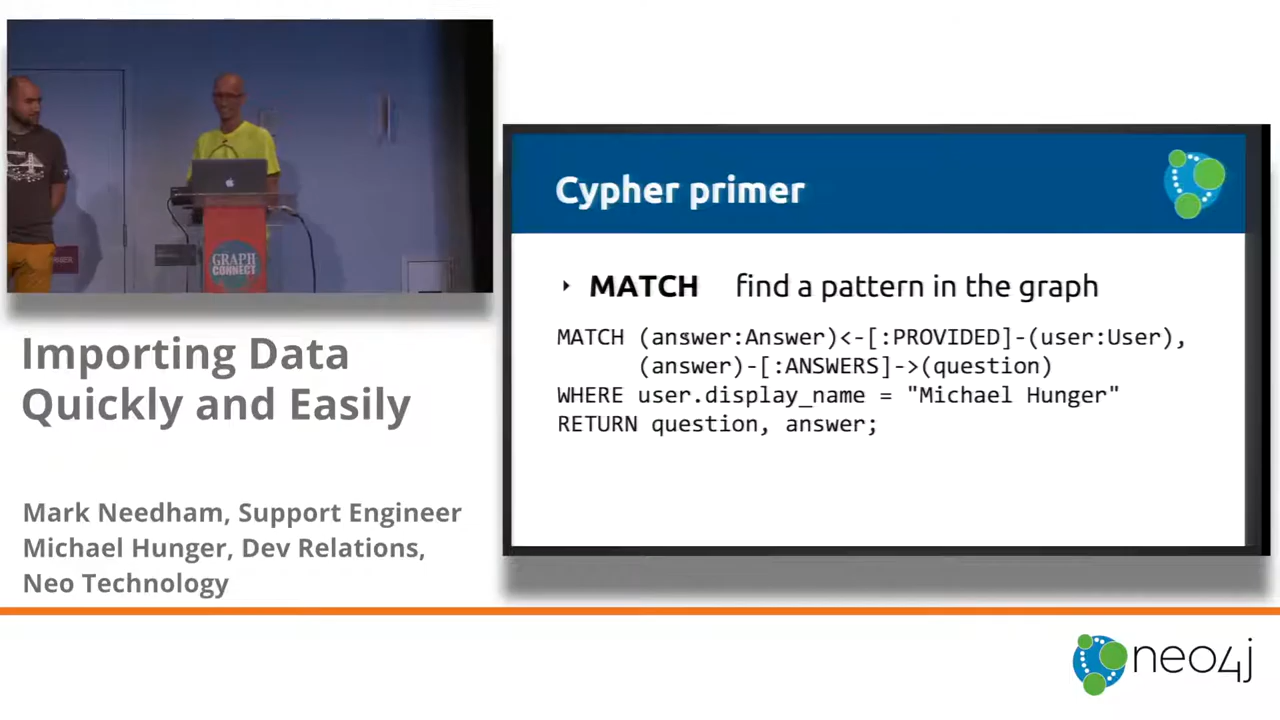 GRAPH
CONNECT
Importing Data
Quickly and Easily
Mark Needham, Support Engineer
Michael Hunger, Dev Relations,
Neo Technology
Cypher primer
‣ MATCH find a pattern in the graph
MATCH (answer:Answer)<-[:PROVIDED]-(user:User),
(answer)-[:ANSWERS]->(question)
WHERE user.display_name = "Michael Hunger"
RETURN question, answer;
neo4j